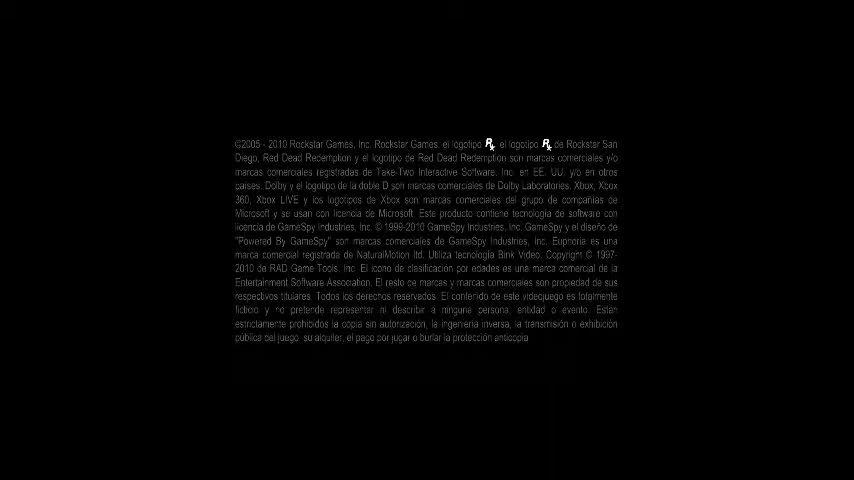 ©2005 - 2010 Rockstar Games, Inc. Rockstar Games, el logotipo R*, el logotipo R* de Rockstar San
Diego, Red Dead Redemption y el logotipo de Red Dead Redemption son marcas comerciales y/o
marcas comerciales registradas de Take-Two Interactive Software, Inc. en EE. UU. y/o en otros
países. Dolby y el logotipo de la doble D son marcas comerciales de Dolby Laboratories. Xbox, Xbox
360, Xbox LIVE y los logotipos de Xbox son marcas comerciales del grupo de compañías de
Microsoft y se usan con licencia de Microsoft. Este producto contiene tecnología de software con
licencia de GameSpy Industries, Inc. © 1999-2010 GameSpy Industries, Inc. GameSpy y el diseño de
"Powered By GameSpy" son marcas comerciales de GameSpy Industries, Inc. Euphoria es una
marca comercial registrada de NaturalMotion ltd. Utiliza tecnología Bink Video. Copyright © 1997-
2010 de RAD Game Tools, Inc. El icono de clasificación por edades es una marca comercial de la
Entertainment Software Association. El resto de marcas y marcas comerciales son propiedad de sus
respectivos titulares. Todos los derechos reservados. El contenido de este videojuego es totalmente
ficticio y no pretende representar ni describir a ninguna persona, entidad o evento. Están
estrictamente prohibidos la copia sin autorización, la ingeniería inversa, la transmisión o exhibición
pública del juego, su alquiler, el pago por jugar o burlar la protección anticopia.